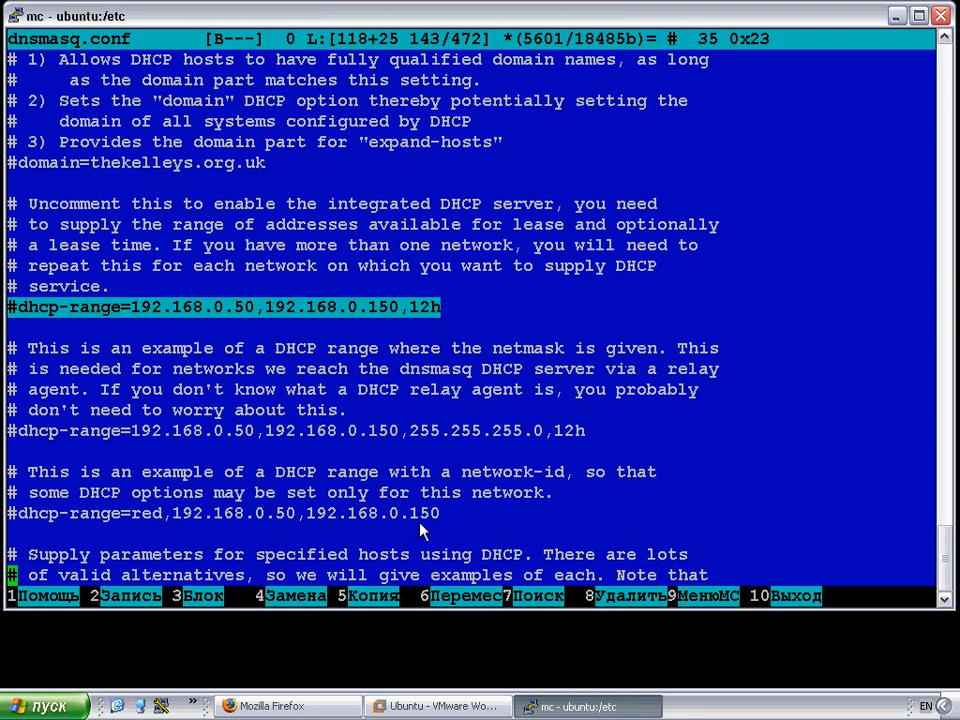 mc - ubuntu:/etc
dnsmasq.conf [B---] 0 L:[118+25 143/472] *(5601/18485b)= # 35 0x23
# 1) Allows DHCP hosts to have fully qualified domain names, as long
# as the domain part matches this setting.
# 2) Sets the "domain" DHCP option thereby potentially setting the
# domain of all systems configured by DHCP
# 3) Provides the domain part for "expand-hosts"
#domain=thekelleys.org.uk
# Uncomment this to enable the integrated DHCP server, you need
# to supply the range of addresses available for lease and optionally
# a lease time. If you have more than one network, you will need to
# repeat this for each network on which you want to supply DHCP
# service.
#dhcp-range=192.168.0.50,192.168.0.150,12h
# This is an example of a DHCP range where the netmask is given. This
# is needed for networks we reach the dnsmasq DHCP server via a relay
# agent. If you don't know what a DHCP relay agent is, you probably
# don't need to worry about this.
#dhcp-range=192.168.0.50,192.168.0.150,255.255.255.0,12h
# This is an example of a DHCP range with a network-id, so that
# some DHCP options may be set only for this network.
#dhcp-range=red,192.168.0.50,192.168.0.150
# Supply parameters for specified hosts using DHCP. There are lots
# of valid alternatives, so we will give examples of each. Note that
1Помощь 2Запись 3Блок 4Замена 5Копия 6Перемес 7Поиск 8Удалить 9МенюMC 10Выход
пуск » Mozilla Firefox Ubuntu - VMware Wo... mc - ubuntu:/etc EN